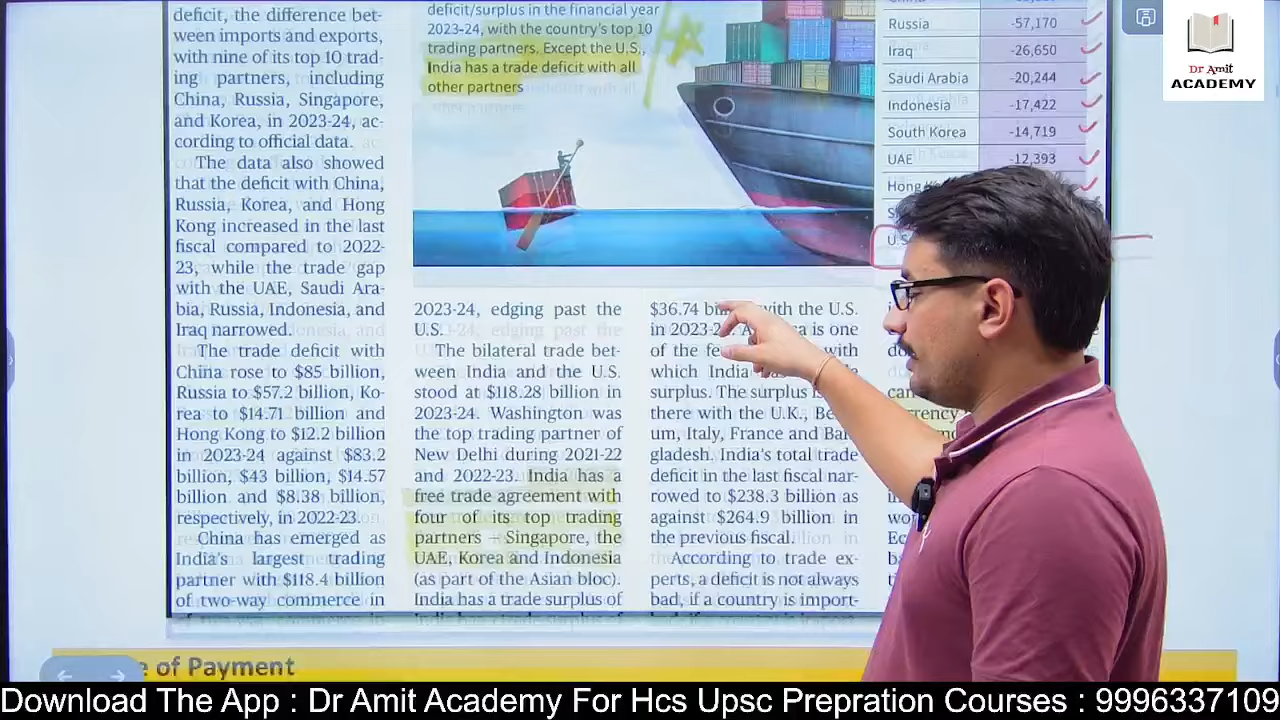 deficit, the difference bet-
ween imports and exports,
with nine of its top 10 trad-
ing partners, including
China, Russia, Singapore,
and Korea, in 2023-24, ac-
cording to official data.
The data also showed
that the deficit with China,
Russia, Korea, and Hong
Kong increased in the last
fiscal compared to 2022-
23, while the trade gap
with the UAE, Saudi Ara-
bia, Russia, Indonesia, and
Iraq narrowed.
The trade deficit with
China rose to $85 billion,
Russia to $57.2 billion, Ko-
rea to $14.71 billion and
Hong Kong to $12.2 billion
in 2023-24 against $83.2
billion, $43 billion, $14.57
billion and $8.38 billion,
respectively, in 2022-23.
China has emerged as
India's largest trading
partner with $118.4 billion
of two-way commerce in
deficit/surplus in the financial year
2023-24, with the country's top 10
trading partners. Except the U.S.,
India has a trade deficit with all
other partners
2023-24, edging past the
U.S.
The bilateral trade bet-
ween India and the U.S.
stood at $118.28 billion in
2023-24. Washington was
the top trading partner of
New Delhi during 2021-22
and 2022-23. India has a
free trade agreement with
four of its top trading
partners – Singapore, the
UAE, Korea and Indonesia
(as part of the Asian bloc).
India has a trade surplus of
$36.74 with the U.S.
in 2023- is one
of the with
which India
surplus. The surplus
there with the U.K.,
um, Italy, France and
gladesh. India's total trade
deficit in the last fiscal nar-
rowed to $238.3 billion as
against $264.9 billion in
the previous fiscal.
According to trade ex-
perts, a deficit is not always
bad, if a country is import-
Russia -57,170
Iraq -26,650
Saudi Arabia -20,244
Indonesia -17,422
South Korea -14,719
UAE -12,393
Hong
Dr Amit
ACADEMY
of Payment
Download The App : Dr Amit Academy For Hcs Upsc Prepration Courses : 9996337109